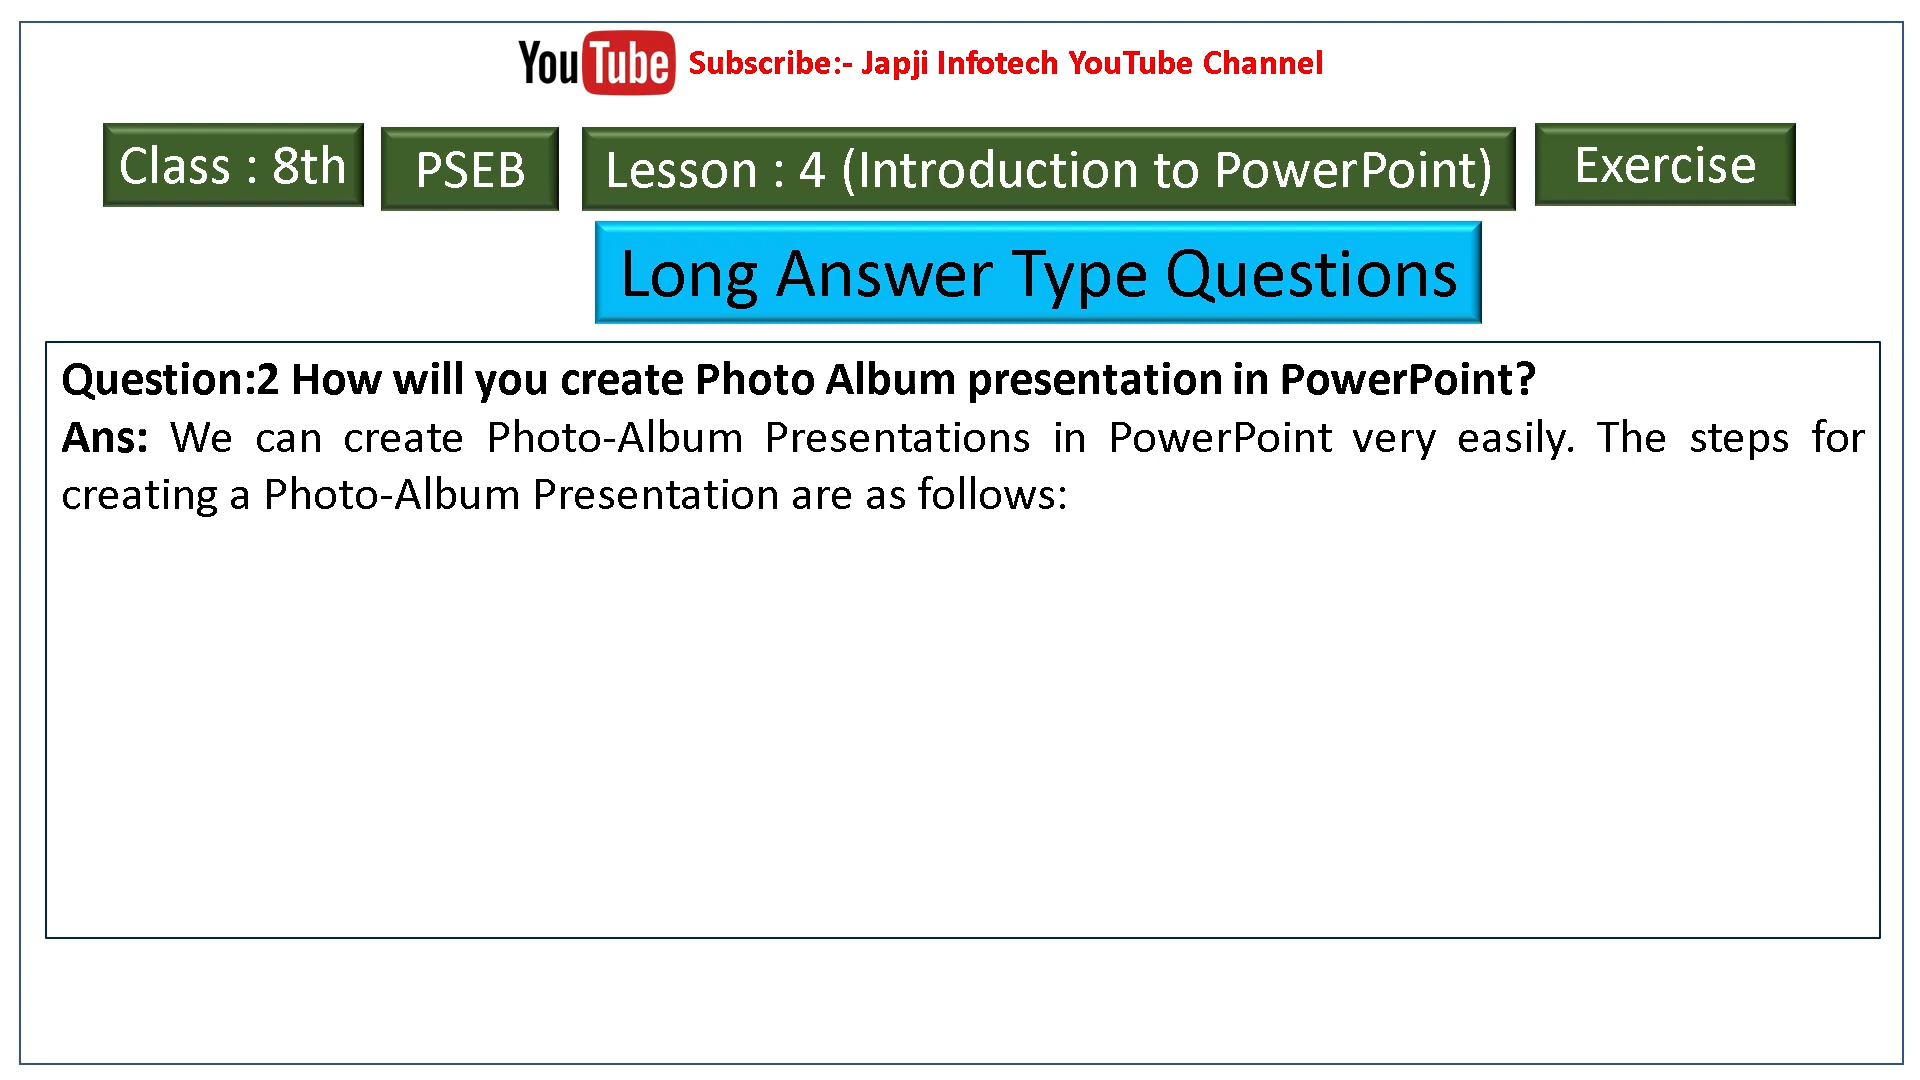 YouTube Subscribe:- Japji Infotech YouTube Channel
Class : 8th PSEB Lesson : 4 (Introduction to PowerPoint) Exercise
Long Answer Type Questions
Question:2 How will you create Photo Album presentation in PowerPoint?
Ans: We can create Photo-Album Presentations in PowerPoint very easily. The steps for
creating a Photo-Album Presentation are as follows: